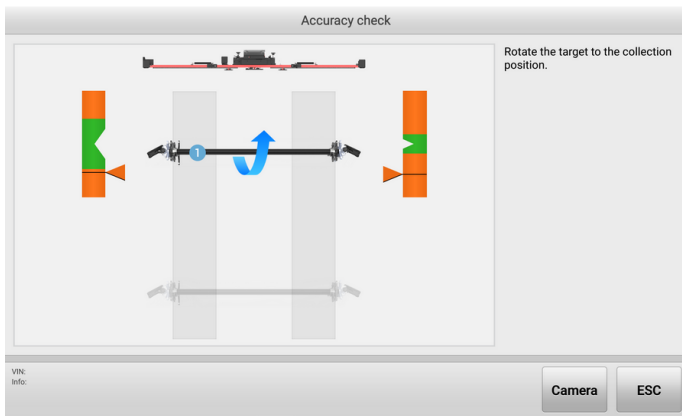 Accuracy check
Rotate the target to the collection
position.
1
VIN:
Info:
Camera
ESC